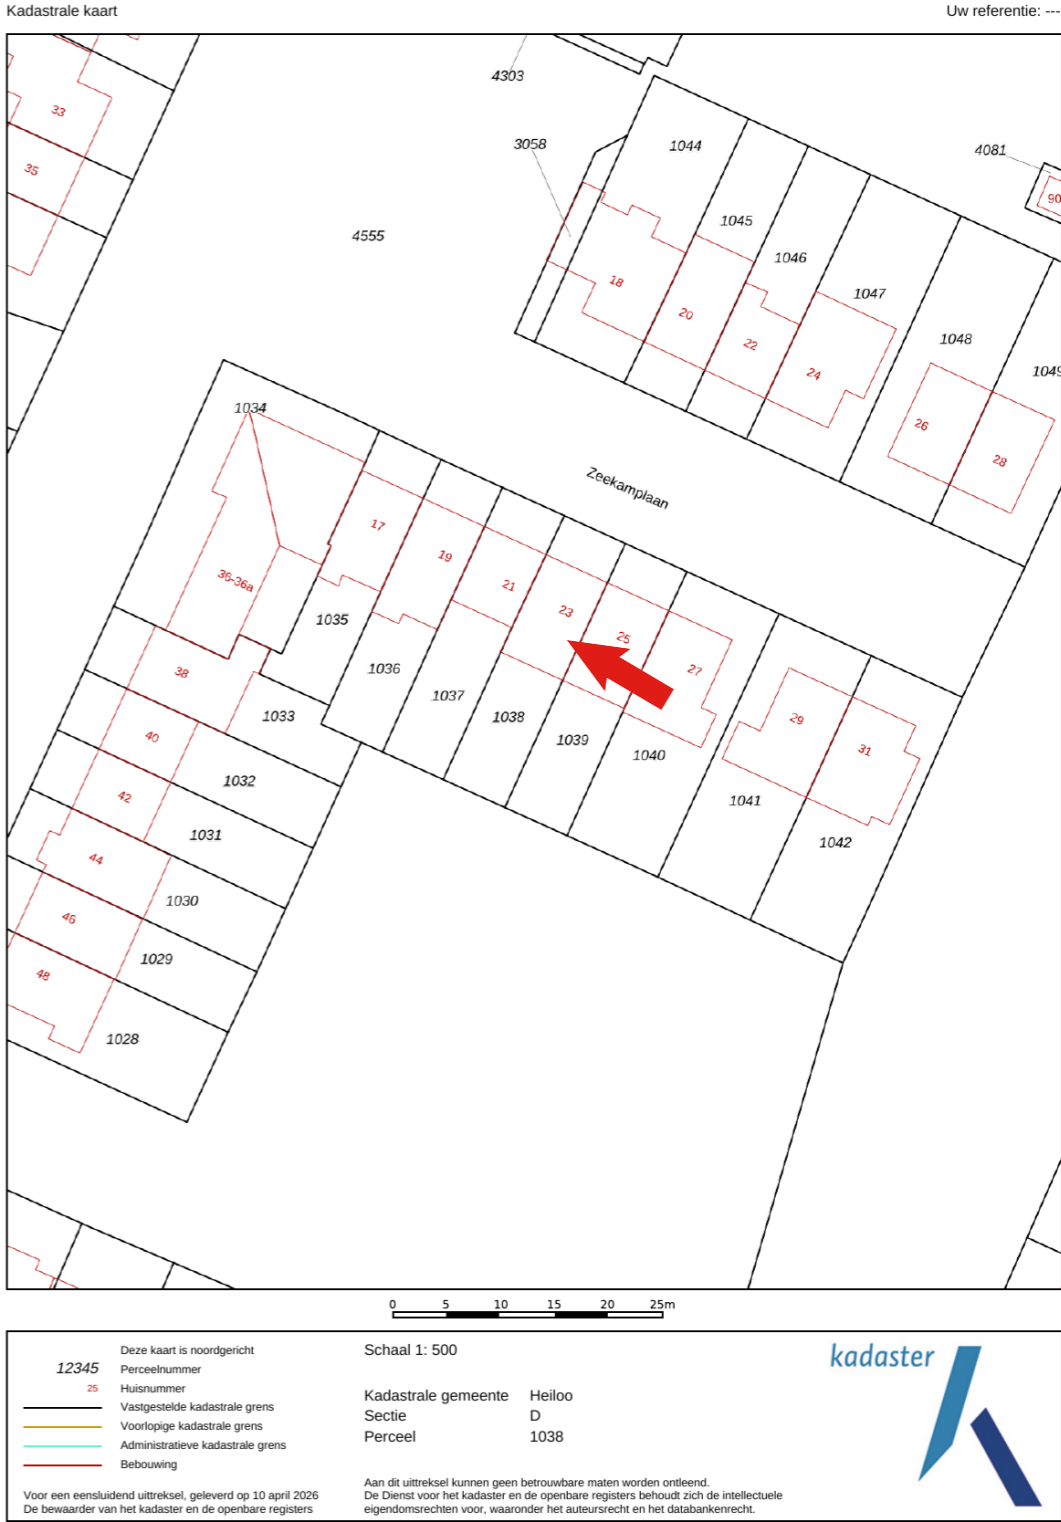 Kadastrale kaart
Uw referentie: ---
4303
33
3058
1044
4081
35
90
1045
4555
1046
18
1047
20
1048
22
24
1049
1034
26
28
Zeekamplaan
17
19
36-36a
21
23
1035
25
38
1036
27
1037
1033
1038
29
40
1039
31
1040
1032
42
1041
1031
1042
44
1030
46
1029
48
1028
0 5 10 15 20 25m
Deze kaart is noordgericht
12345 Perceelnummer
25 Huisnummer
Vastgestelde kadastrale grens
Voorlopige kadastrale grens
Administratieve kadastrale grens
Bebouwing
Voor een eensluidend uittreksel, geleverd op 10 april 2026
De bewaarder van het kadaster en de openbare registers
Schaal 1: 500
Kadastrale gemeente Heiloo
Sectie D
Perceel 1038
Aan dit uittreksel kunnen geen betrouwbare maten worden ontleend.
De Dienst voor het kadaster en de openbare registers behoudt zich de intellectuele
eigendomsrechten voor, waaronder het auteursrecht en het databankenrecht.
kadaster